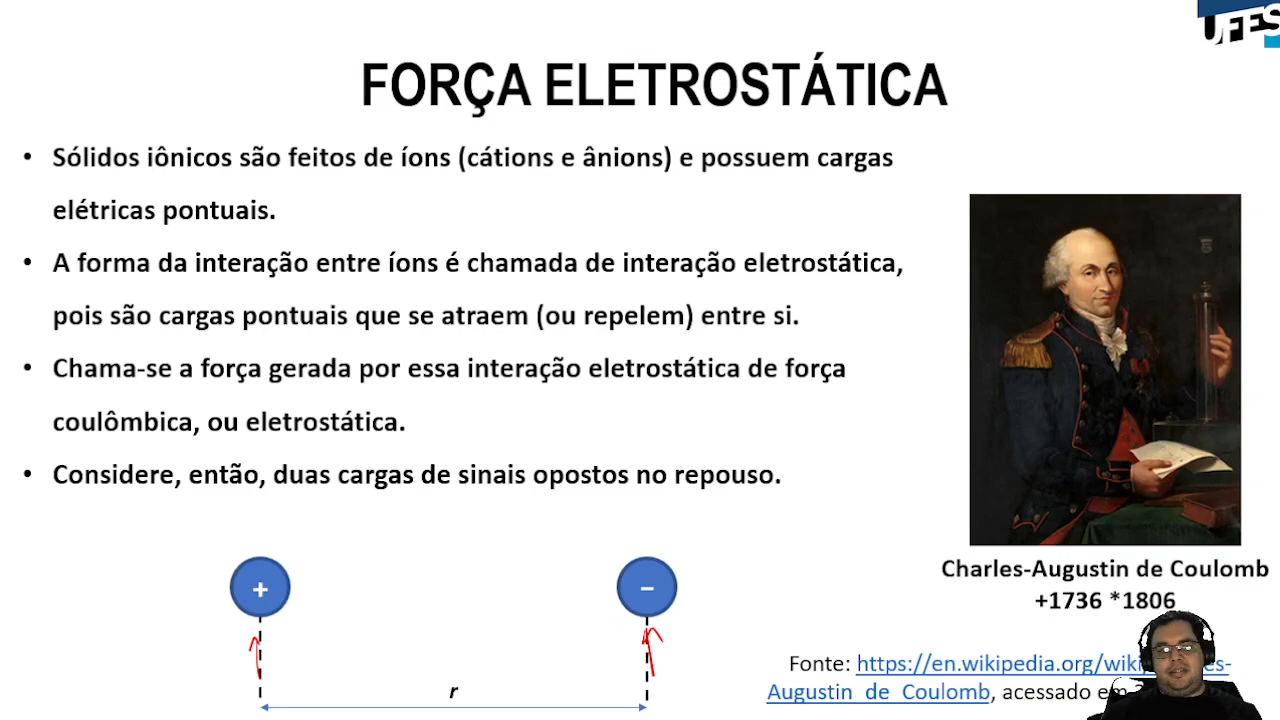 UFES
FORÇA ELETROSTÁTICA
• Sólidos iônicos são feitos de íons (cátions e ânions) e possuem cargas
elétricas pontuais.
• A forma da interação entre íons é chamada de interação eletrostática,
pois são cargas pontuais que se atraem (ou repelem) entre si.
• Chama-se a força gerada por essa interação eletrostática de força
coulômbica, ou eletrostática.
• Considere, então, duas cargas de sinais opostos no repouso.
+ −
r
Charles-Augustin de Coulomb
+1736 *1806
Fonte: https://en.wikipedia.org/wiki
Augustin_de_Coulomb, acessado em